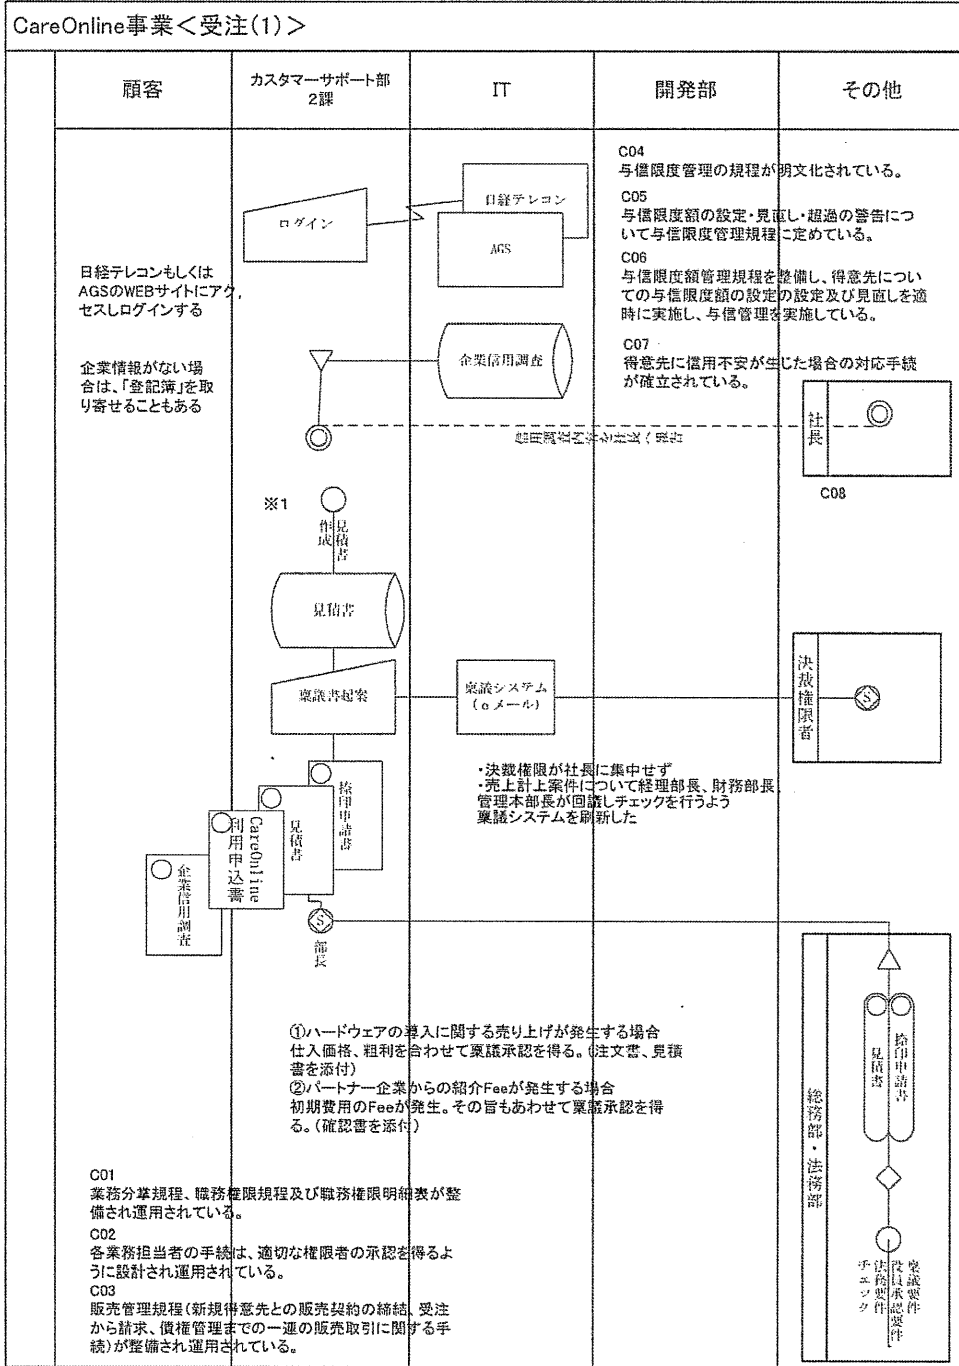 CareOnline事業＜受注(1)＞
顧客
カスタマーサポート部
2課
IT
開発部
その他
ログイン
日経テレコン
AGS
日経テレコンもしくは
AGSのWEBサイトにアク,
セスしログインする
C04
与信限度管理の規程が明文化されている。
C05
与信限度額の設定・見直し・超過の警告につ
いて与信限度管理規程に定めている。
C06
与信限度額管理規程を整備し、得意先につい
ての与信限度額の設定の設定及び見直しを適
時に実施し、与信管理を実施している。
C07
得意先に信用不安が生じた場合の対応手続
が確立されている。
企業信用調査
企業情報がない場
合は、「登記簿」を取
り寄せることもある
信用調査内容を社長へ報告
社長
C08
※1
見積書
作成
見積書
稟議書起案
稟議システム
(eメール)
決裁権限者
・決裁権限が社長に集中せず
・売上計上案件について経理部長、財務部長、
管理本部長が回議しチェックを行うよう
稟議システムを刷新した
捺印申請書
見積書
CareOnline
利用申込書
企業信用調査
部長
①ハードウェアの導入に関する売り上げが発生する場合
仕入価格、粗利を合わせて稟議承認を得る。(注文書、見積
書を添付)
②パートナー企業からの紹介Feeが発生する場合
初期費用のFeeが発生。その旨もあわせて稟議承認を得
る。(確認書を添付)
総務部・法務部
捺印申請書
見積書
稟議要件
役員承認要件
法務要件
チェック
C01
業務分掌規程、職務権限規程及び職務権限明細表が整
備され運用されている。
C02
各業務担当者の手続は、適切な権限者の承認を得るよ
うに設計され運用されている。
C03
販売管理規程(新規得意先との販売契約の締結、受注
から請求、債権管理までの一連の販売取引に関する手
続)が整備され運用されている。